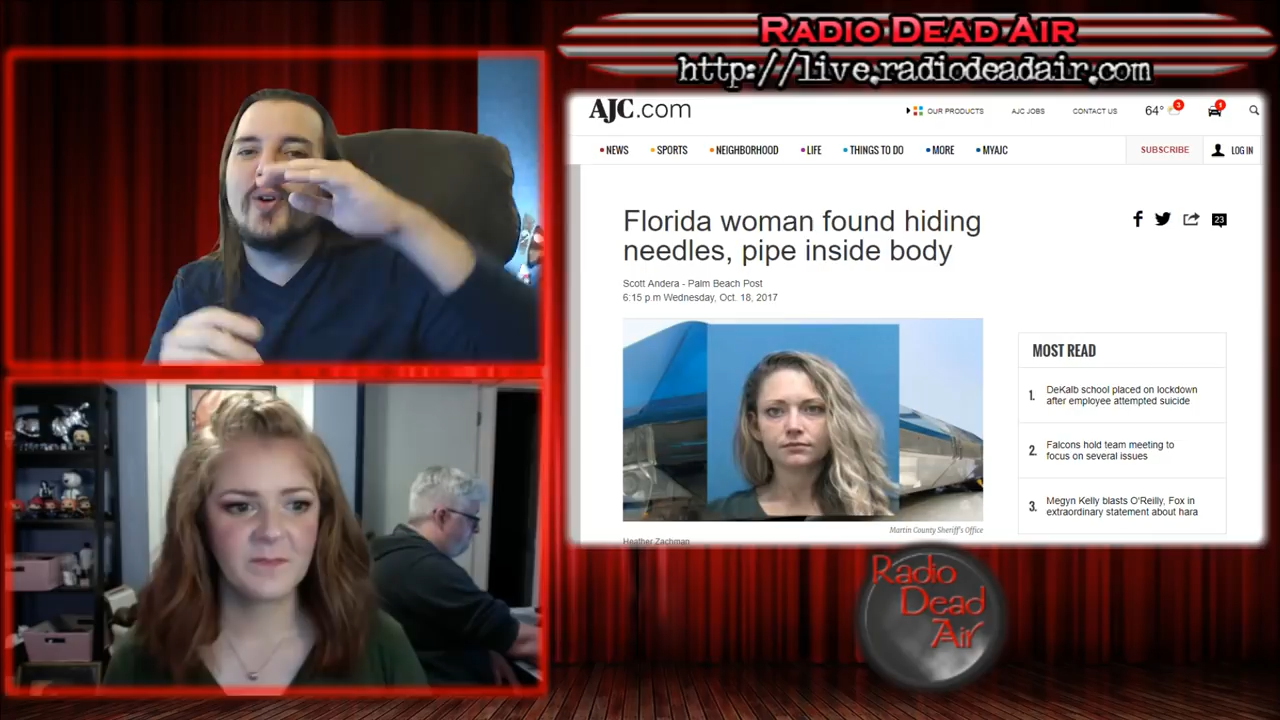 RADIO DEAD AIR
http://live.radiodeadair.com
AJC.com
OUR PRODUCTS
AJC JOBS
CONTACT US
64°
3
1
NEWS
SPORTS
NEIGHBORHOOD
LIFE
THINGS TO DO
MORE
MYAJC
SUBSCRIBE
LOG IN
Florida woman found hiding
needles, pipe inside body
23
Scott Andera - Palm Beach Post
6:15 p.m Wednesday, Oct. 18, 2017
Martin County Sheriff's Office
Heather Zachman
MOST READ
1. DeKalb school placed on lockdown
after employee attempted suicide
2. Falcons hold team meeting to
focus on several issues
3. Megyn Kelly blasts O'Reilly, Fox in
extraordinary statement about hara
Radio
Dead
Air